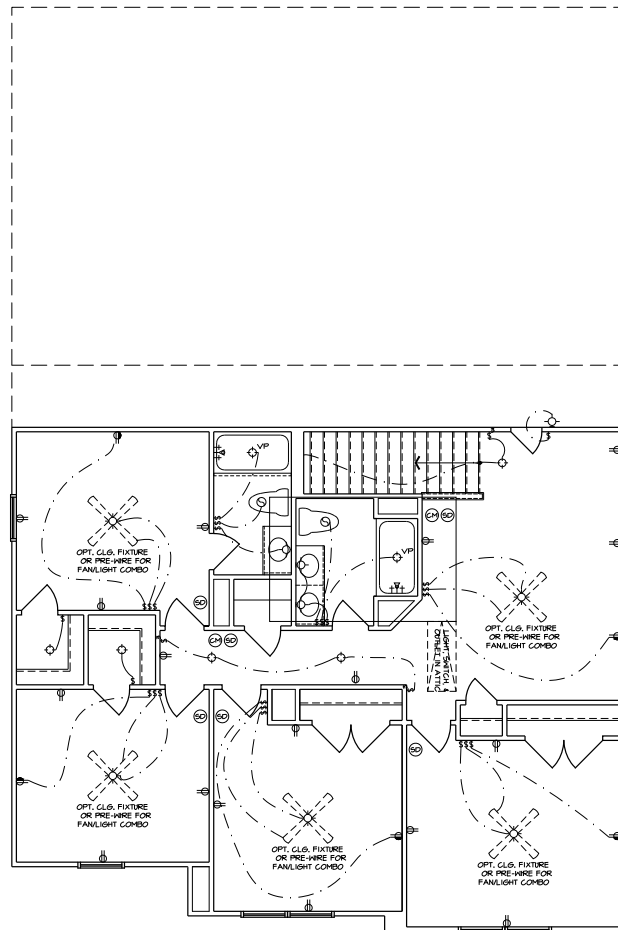 VP
CM SD
VP
OPT. CLG. FIXTURE
OR PRE-WIRE FOR
FAN/LIGHT COMBO
SD
$$$
$$$
OPT. CLG. FIXTURE
OR PRE-WIRE FOR
FAN/LIGHT COMBO
CM SD
LIGHT, SWITCH, &
OUTLET IN ATTIC
$$$
SD
SD
SD
$$$
OPT. CLG. FIXTURE
OR PRE-WIRE FOR
FAN/LIGHT COMBO
OPT. CLG. FIXTURE
OR PRE-WIRE FOR
FAN/LIGHT COMBO
OPT. CLG. FIXTURE
OR PRE-WIRE FOR
FAN/LIGHT COMBO